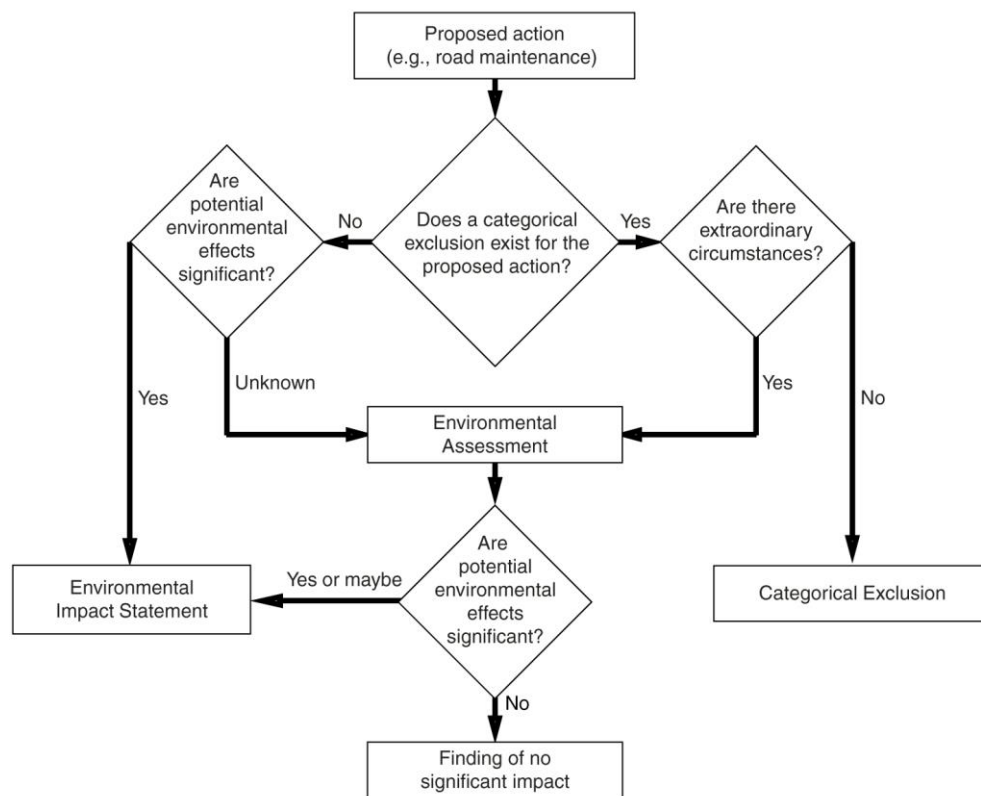 Proposed action
(e.g., road maintenance)
Are
potential
environmental
effects
significant?
No
Does a categorical
exclusion exist for the
proposed action?
Yes
Are there
extraordinary
circumstances?
Yes
Unknown
Yes
No
Environmental
Assessment
Environmental
Impact Statement
Yes or maybe
Are
potential
environmental
effects
significant?
Categorical Exclusion
No
Finding of no
significant impact